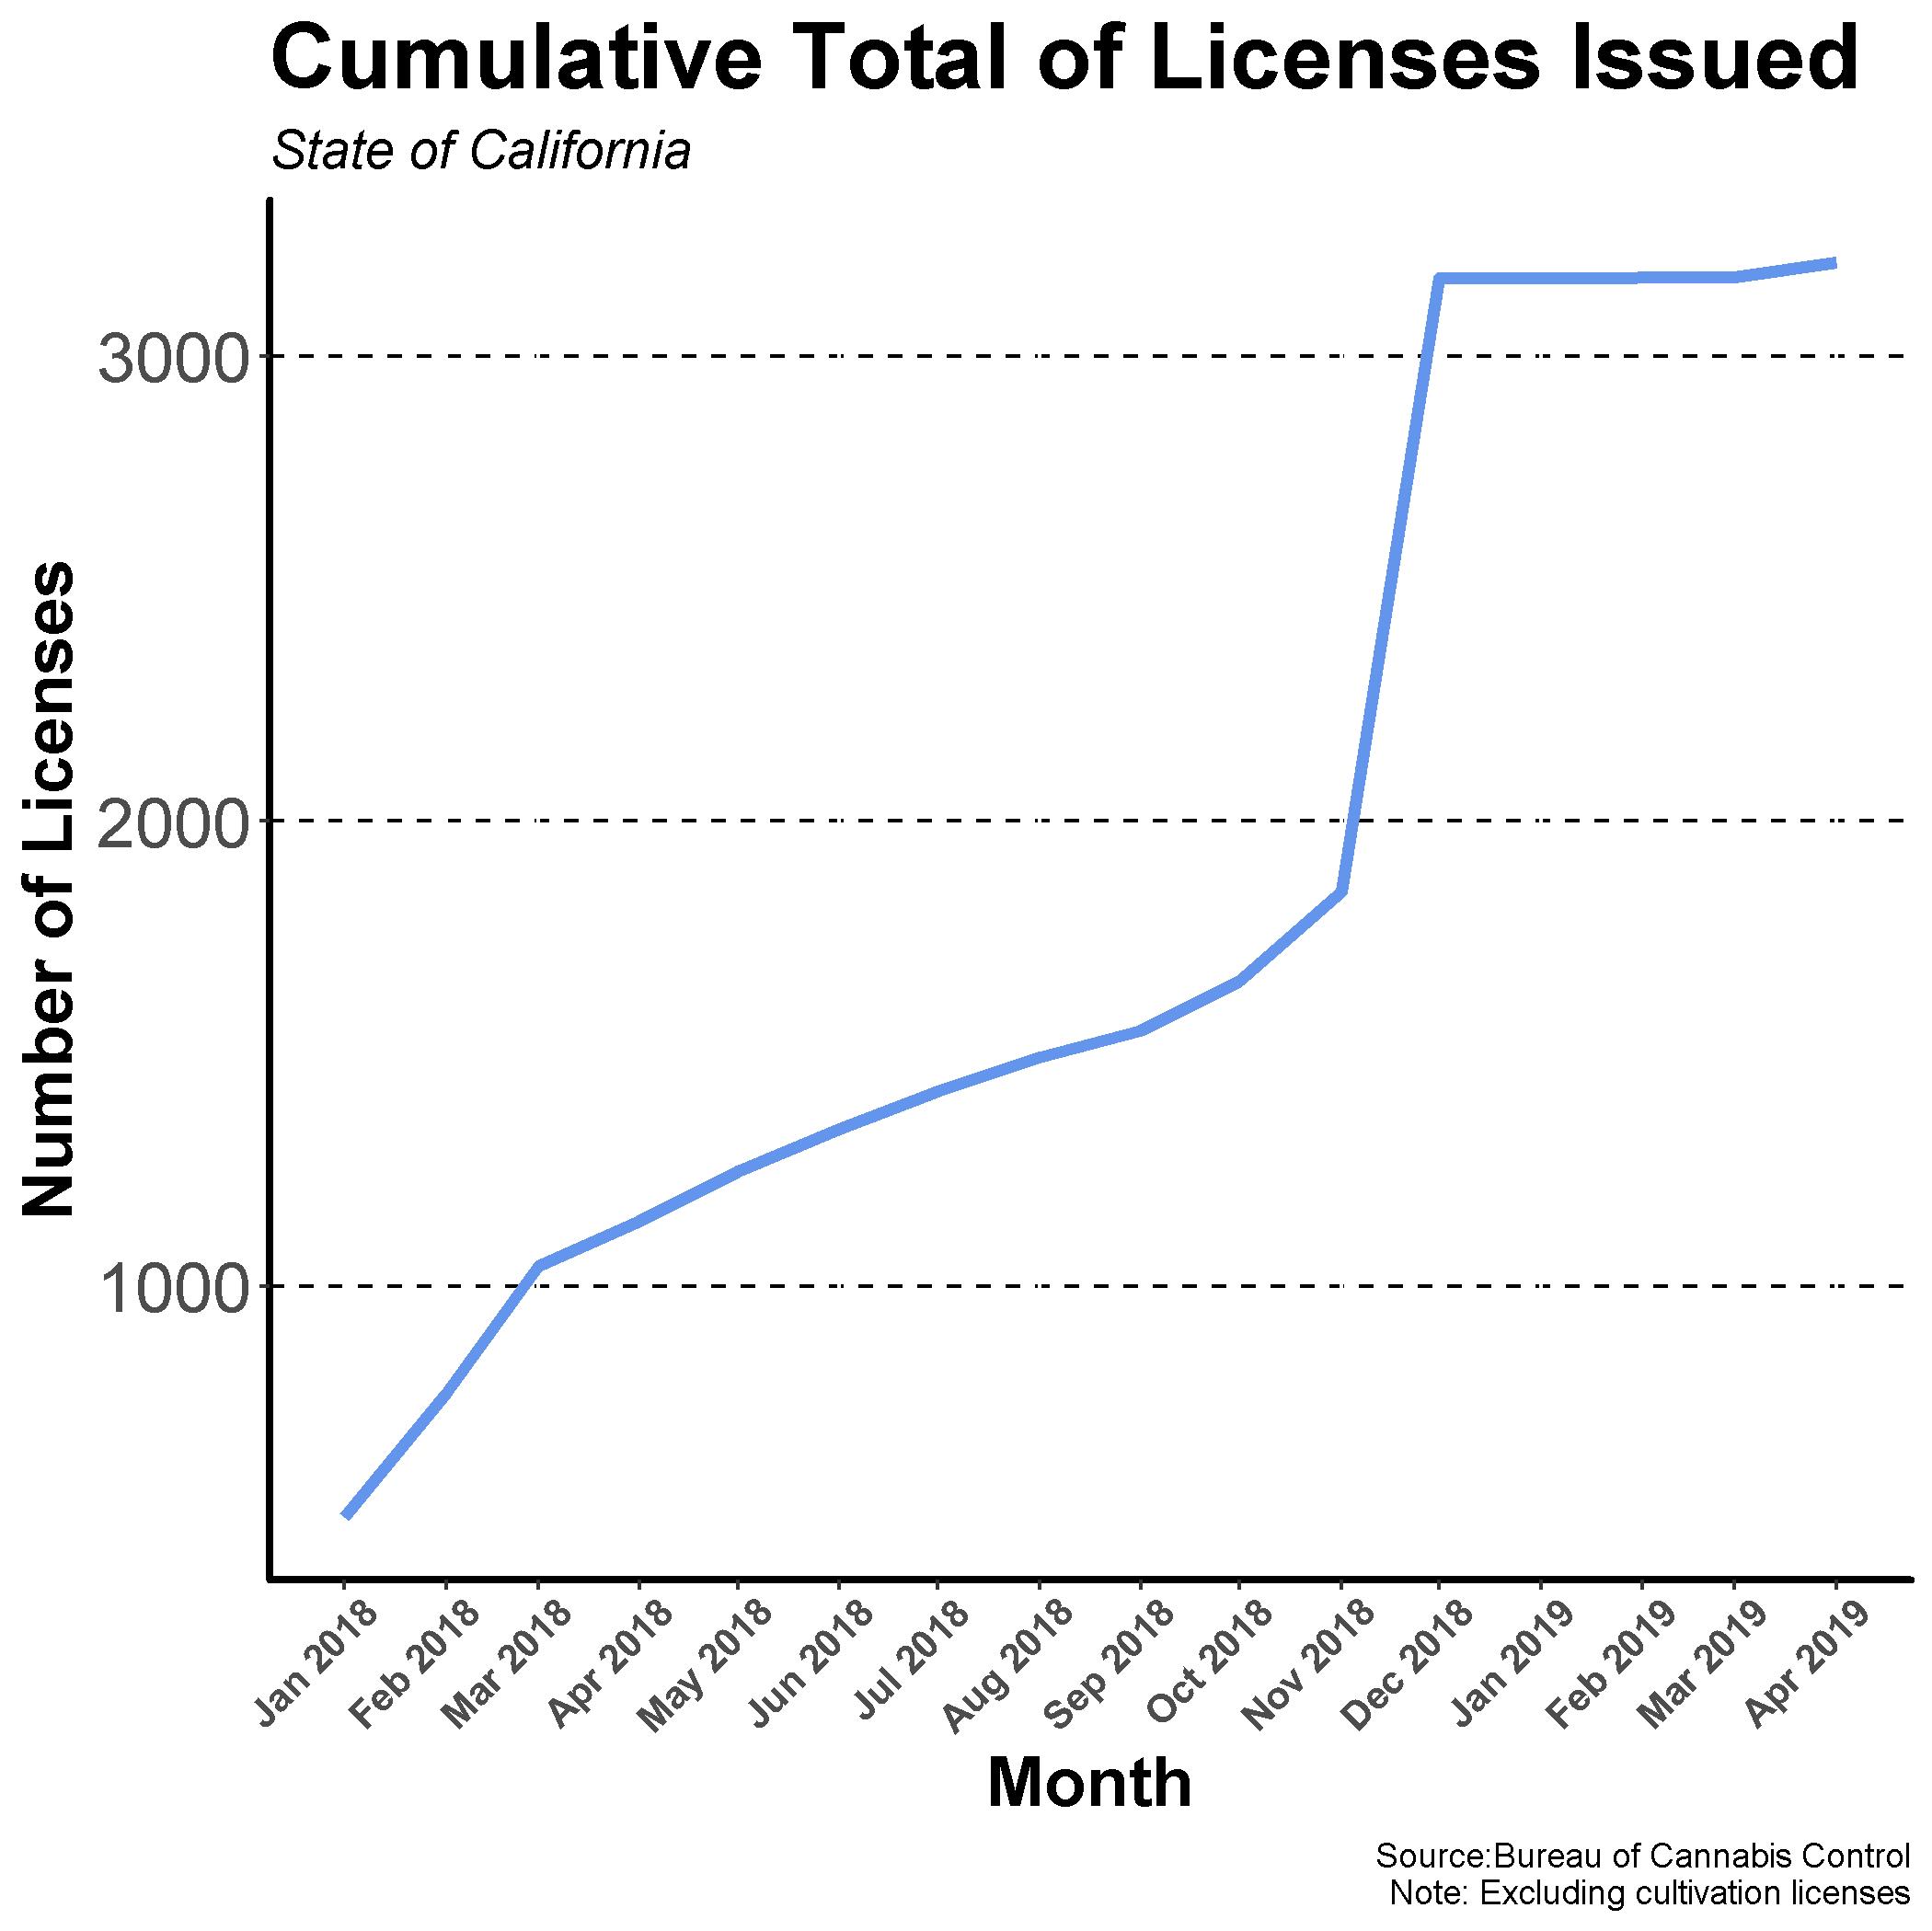 Cumulative Total of Licenses Issued
State of California
Number of Licenses
3000
2000
1000
Jan 2018
Feb 2018
Mar 2018
Apr 2018
May 2018
Jun 2018
Jul 2018
Aug 2018
Sep 2018
Oct 2018
Nov 2018
Dec 2018
Jan 2019
Feb 2019
Mar 2019
Apr 2019
Month
Source:Bureau of Cannabis Control
Note: Excluding cultivation licenses